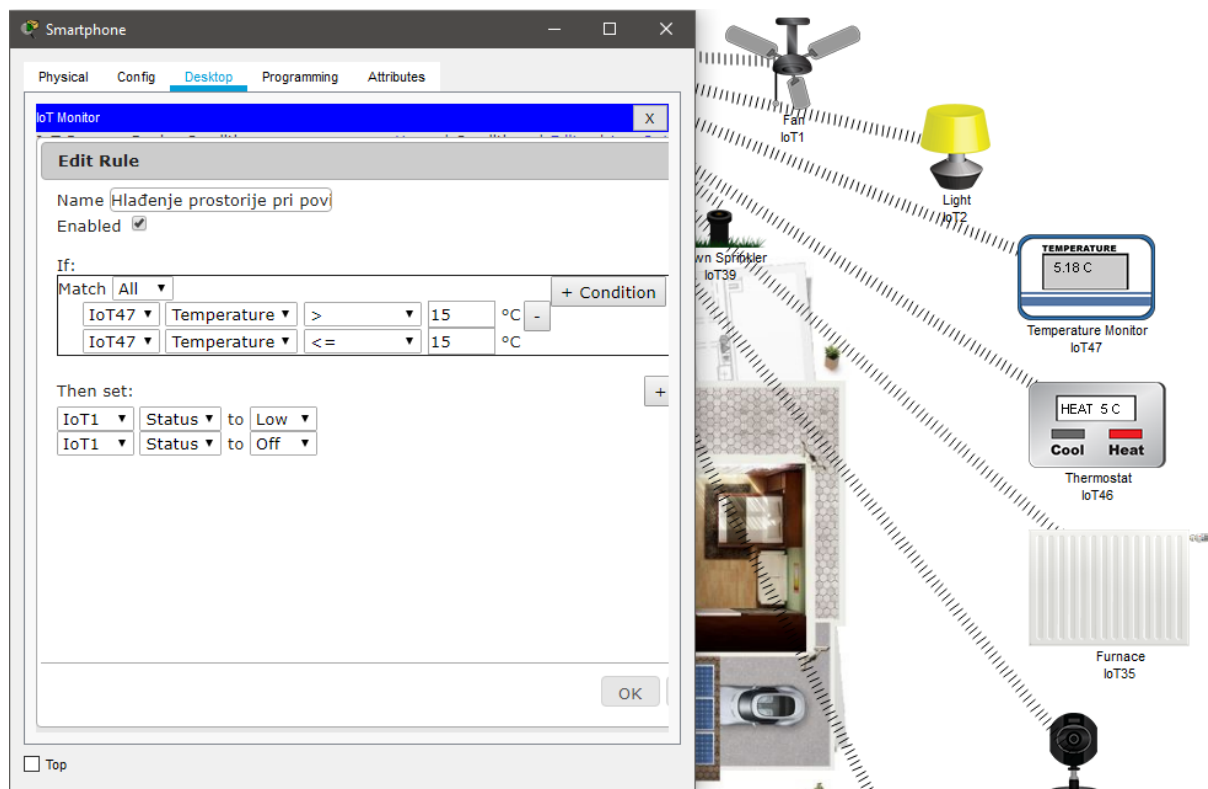 Smartphone
Physical Config Desktop Programming Attributes
IoT Monitor X
Edit Rule
Name Hlađenje prostorije pri povi
Enabled
If:
Match All
+ Condition
IoT47 Temperature > 15 °C -
IoT47 Temperature <= 15 °C
Then set:
+
IoT1 Status to Low
IoT1 Status to Off
OK
Top
Fan
IoT1
Light
IoT2
wn Sprinkler
IoT39
TEMPERATURE
5.18 C
Temperature Monitor
IoT47
HEAT 5 C
Cool Heat
Thermostat
IoT46
Furnace
IoT35